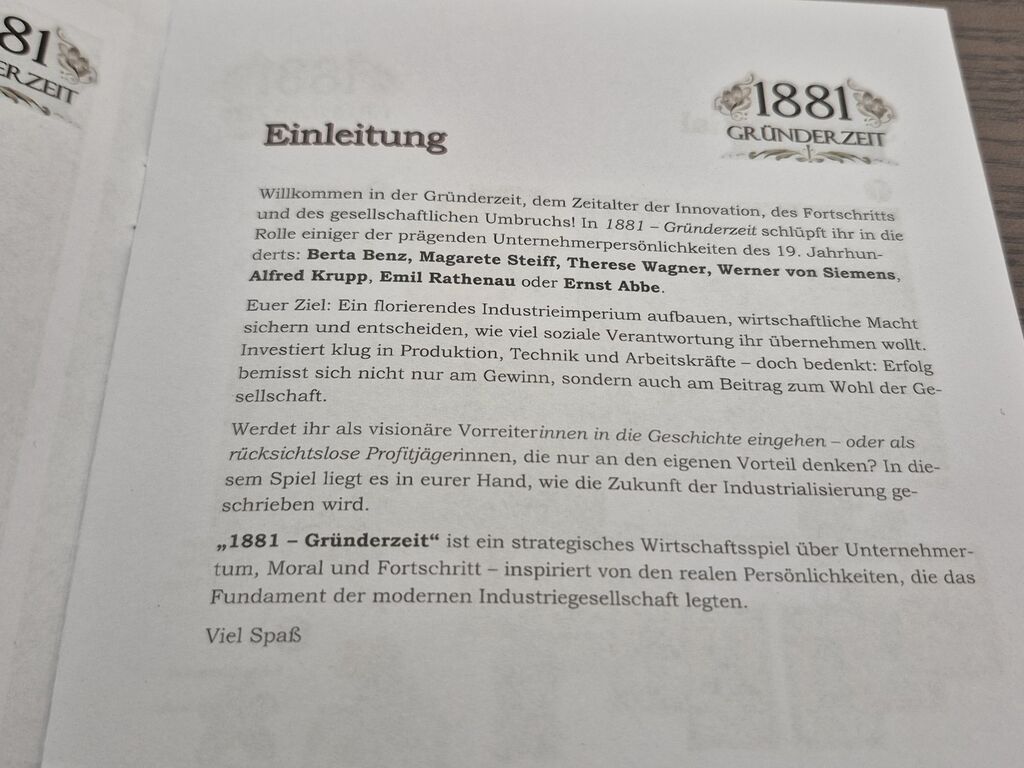 81
ERZEIT
1881
GRÜNDERZEIT
Einleitung
Willkommen in der Gründerzeit, dem Zeitalter der Innovation, des Fortschritts
und des gesellschaftlichen Umbruchs! In 1881 – Gründerzeit schlüpft ihr in die
Rolle einiger der prägenden Unternehmerpersönlichkeiten des 19. Jahrhun-
derts: Berta Benz, Magarete Steiff, Therese Wagner, Werner von Siemens,
Alfred Krupp, Emil Rathenau oder Ernst Abbe.
Euer Ziel: Ein florierendes Industrieimperium aufbauen, wirtschaftliche Macht
sichern und entscheiden, wie viel soziale Verantwortung ihr übernehmen wollt.
Investiert klug in Produktion, Technik und Arbeitskräfte – doch bedenkt: Erfolg
bemisst sich nicht nur am Gewinn, sondern auch am Beitrag zum Wohl der Ge-
sellschaft.
Werdet ihr als visionäre Vorreiterinnen in die Geschichte eingehen – oder als
rücksichtslose Profitjägerinnen, die nur an den eigenen Vorteil denken? In die-
sem Spiel liegt es in eurer Hand, wie die Zukunft der Industrialisierung ge-
schrieben wird.
„1881 – Gründerzeit“ ist ein strategisches Wirtschaftsspiel über Unternehmer-
tum, Moral und Fortschritt – inspiriert von den realen Persönlichkeiten, die das
Fundament der modernen Industriegesellschaft legten.
Viel Spaß